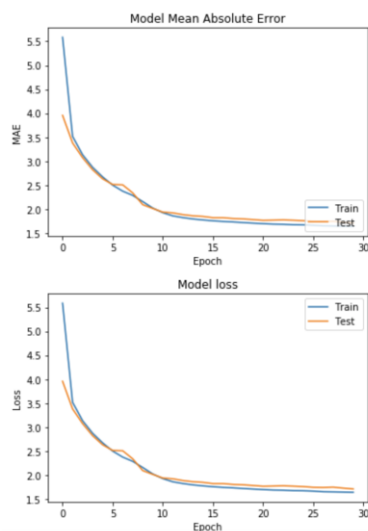 Model Mean Absolute Error
5.5
5.0
4.5
4.0
3.5
3.0
2.5
2.0
1.5
MAE
0 5 10 15 20 25 30
Epoch
Train
Test
Model loss
5.5
5.0
4.5
4.0
3.5
3.0
2.5
2.0
1.5
Loss
0 5 10 15 20 25 30
Epoch
Train
Test